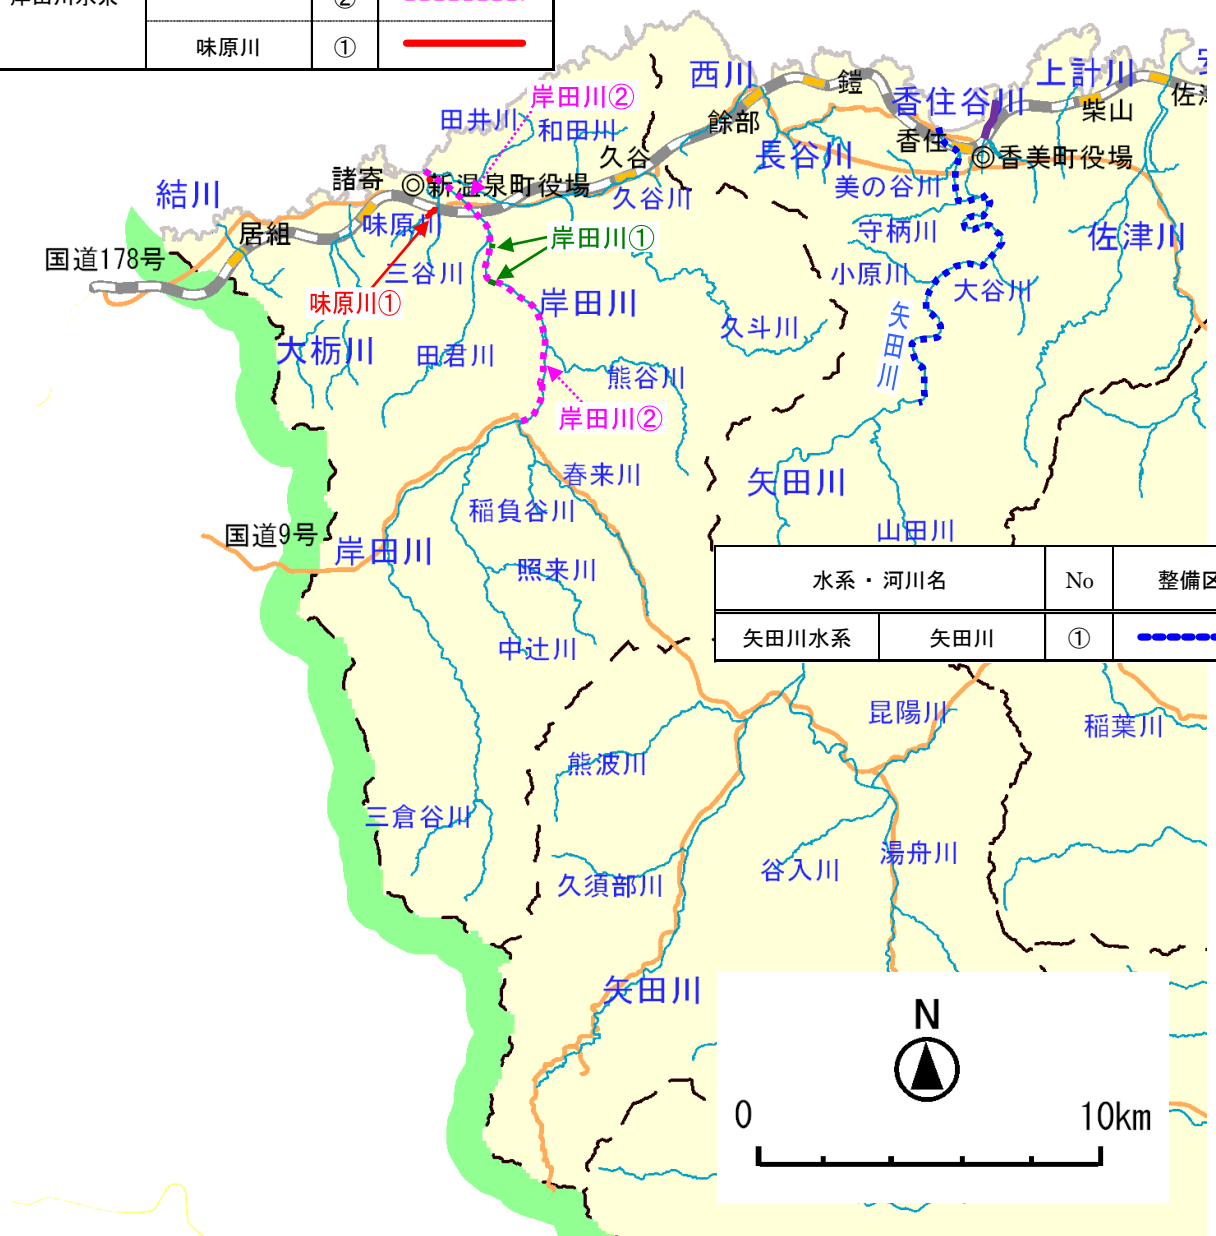 ②
味原川 ①
岸田川②
西川
鎧
上計川
香住谷川
柴山
田井川
和田川
餘部
香住
久谷
長谷川
◎香美町役場
諸寄
◎新温泉町役場
久谷川
美の谷川
結川
味原川
守柄川
居組
岸田川①
佐津川
国道178号
三谷川
小原川
大谷川
味原川①
岸田川
久斗川
矢田川
大栃川
田君川
熊谷川
岸田川②
春来川
矢田川
稲負谷川
山田川
国道9号
岸田川
照来川
水系・河川名 No 整備区
中辻川
矢田川水系 矢田川 ①
昆陽川
稲葉川
熊波川
三倉谷川
湯舟川
谷入川
久須部川
矢田川
N
0 10km